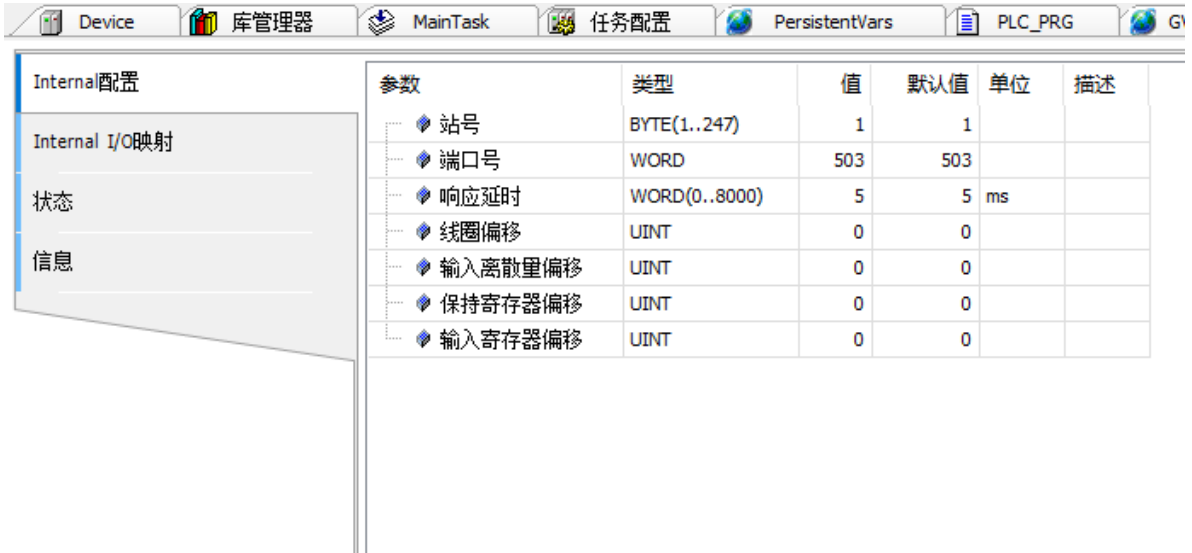 Device 库管理器 MainTask 任务配置 PersistentVars PLC_PRG GV
Internal配置
Internal I/O映射
状态
信息
参数 类型 值 默认值 单位 描述
站号 BYTE(1..247) 1 1
端口号 WORD 503 503
响应延时 WORD(0..8000) 5 5 ms
线圈偏移 UINT 0 0
输入离散量偏移 UINT 0 0
保持寄存器偏移 UINT 0 0
输入寄存器偏移 UINT 0 0